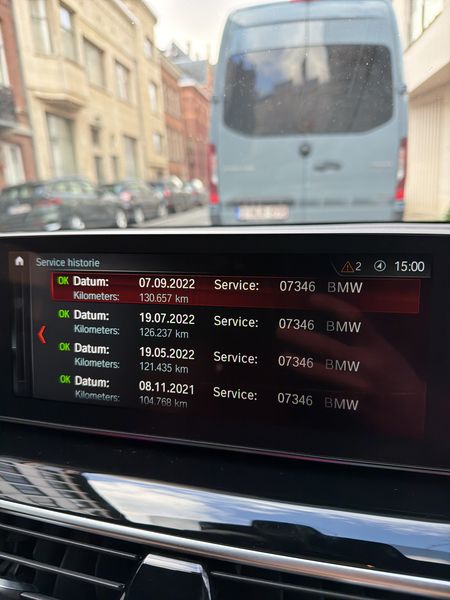 Service historie
2
15:00
OK Datum: 07.09.2022 Service: 07346 BMW
Kilometers: 130.657 km
OK Datum: 19.07.2022 Service: 07346 BMW
Kilometers: 126.237 km
OK Datum: 19.05.2022 Service: 07346 BMW
Kilometers: 121.435 km
OK Datum: 08.11.2021 Service: 07346 BMW
Kilometers: 104.768 km